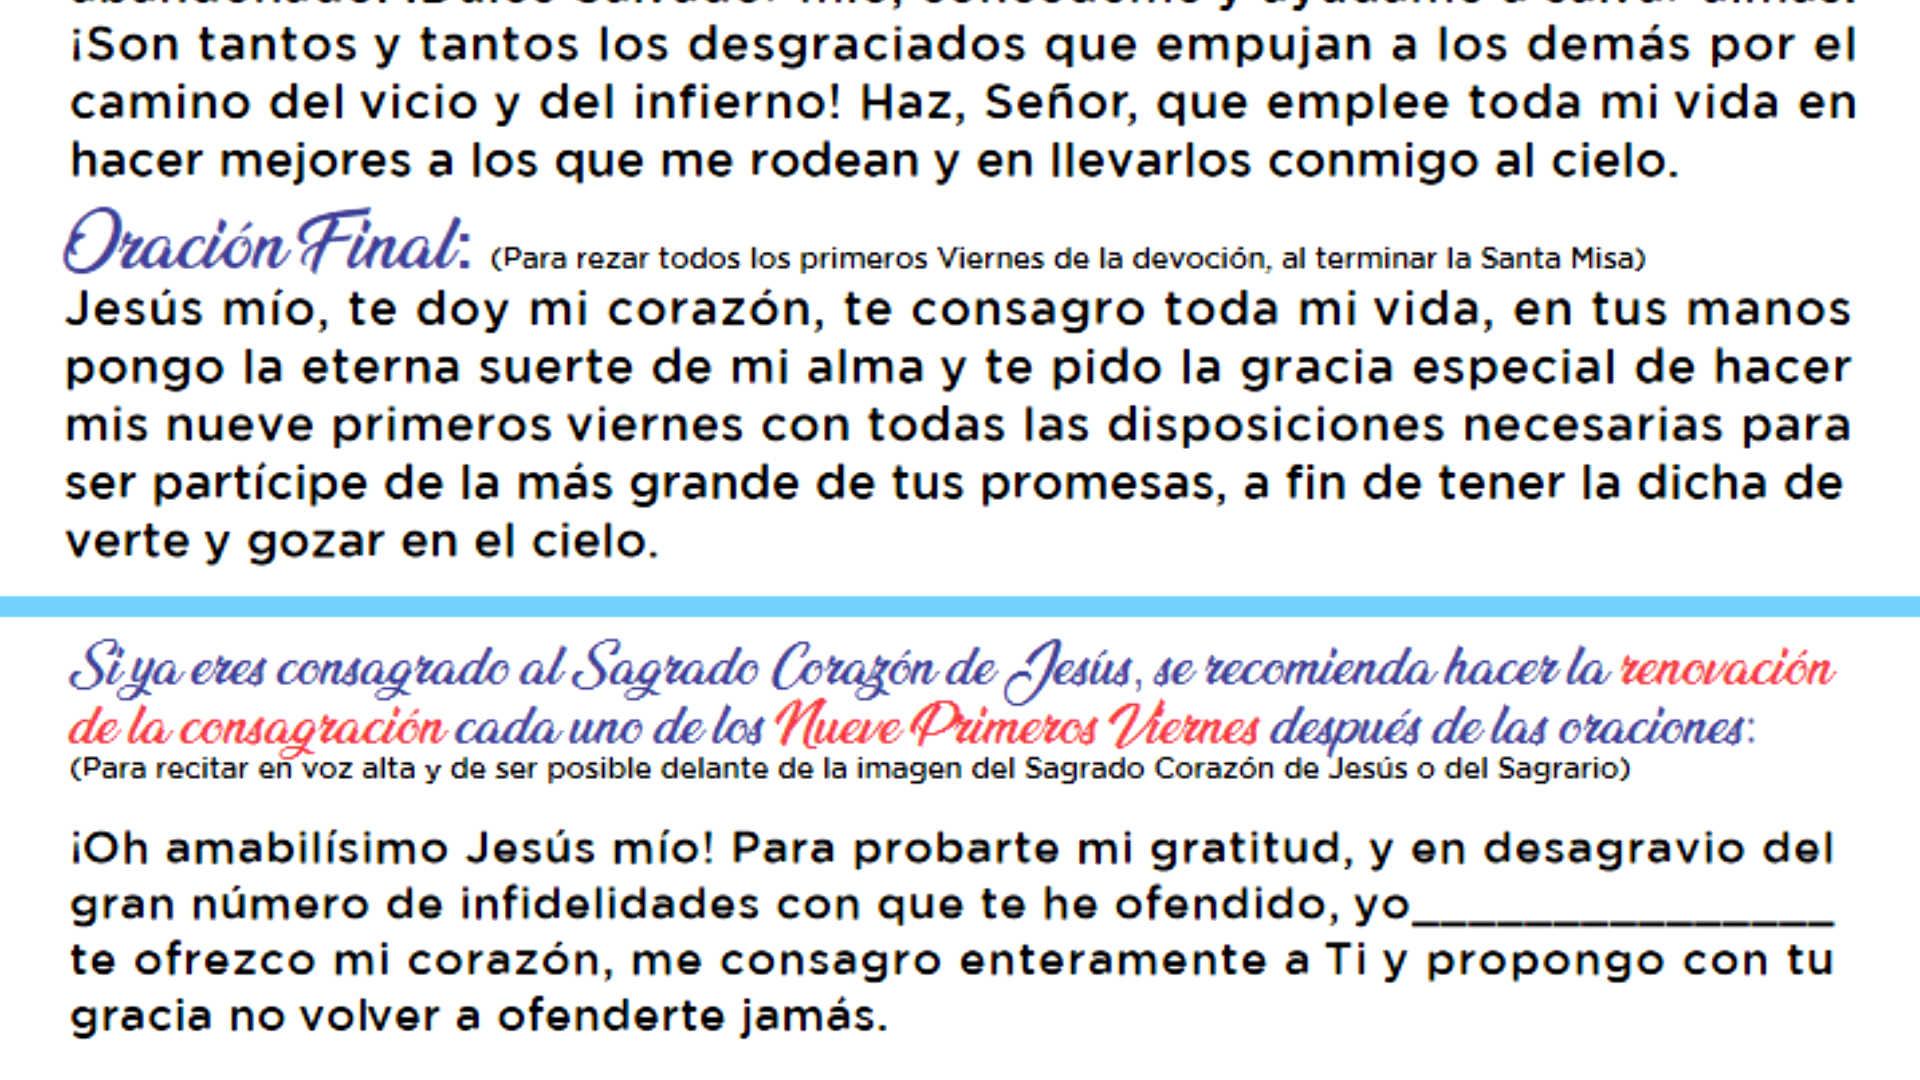 ¡Son tantos y tantos los desgraciados que empujan a los demás por el
camino del vicio y del infierno! Haz, Señor, que emplee toda mi vida en
hacer mejores a los que me rodean y en llevarlos conmigo al cielo.
Oración Final: (Para rezar todos los primeros Viernes de la devoción, al terminar la Santa Misa)
Jesús mío, te doy mi corazón, te consagro toda mi vida, en tus manos
pongo la eterna suerte de mi alma y te pido la gracia especial de hacer
mis nueve primeros viernes con todas las disposiciones necesarias para
ser partícipe de la más grande de tus promesas, a fin de tener la dicha de
verte y gozar en el cielo.
Si ya eres consagrado al Sagrado Corazón de Jesús, se recomienda hacer la renovación
de la consagración cada uno de los Nueve Primeros Viernes después de las oraciones:
(Para recitar en voz alta y de ser posible delante de la imagen del Sagrado Corazón de Jesús o del Sagrario)
¡Oh amabilísimo Jesús mío! Para probarte mi gratitud, y en desagravio del
gran número de infidelidades con que te he ofendido, yo_______________
te ofrezco mi corazón, me consagro enteramente a Ti y propongo con tu
gracia no volver a ofenderte jamás.